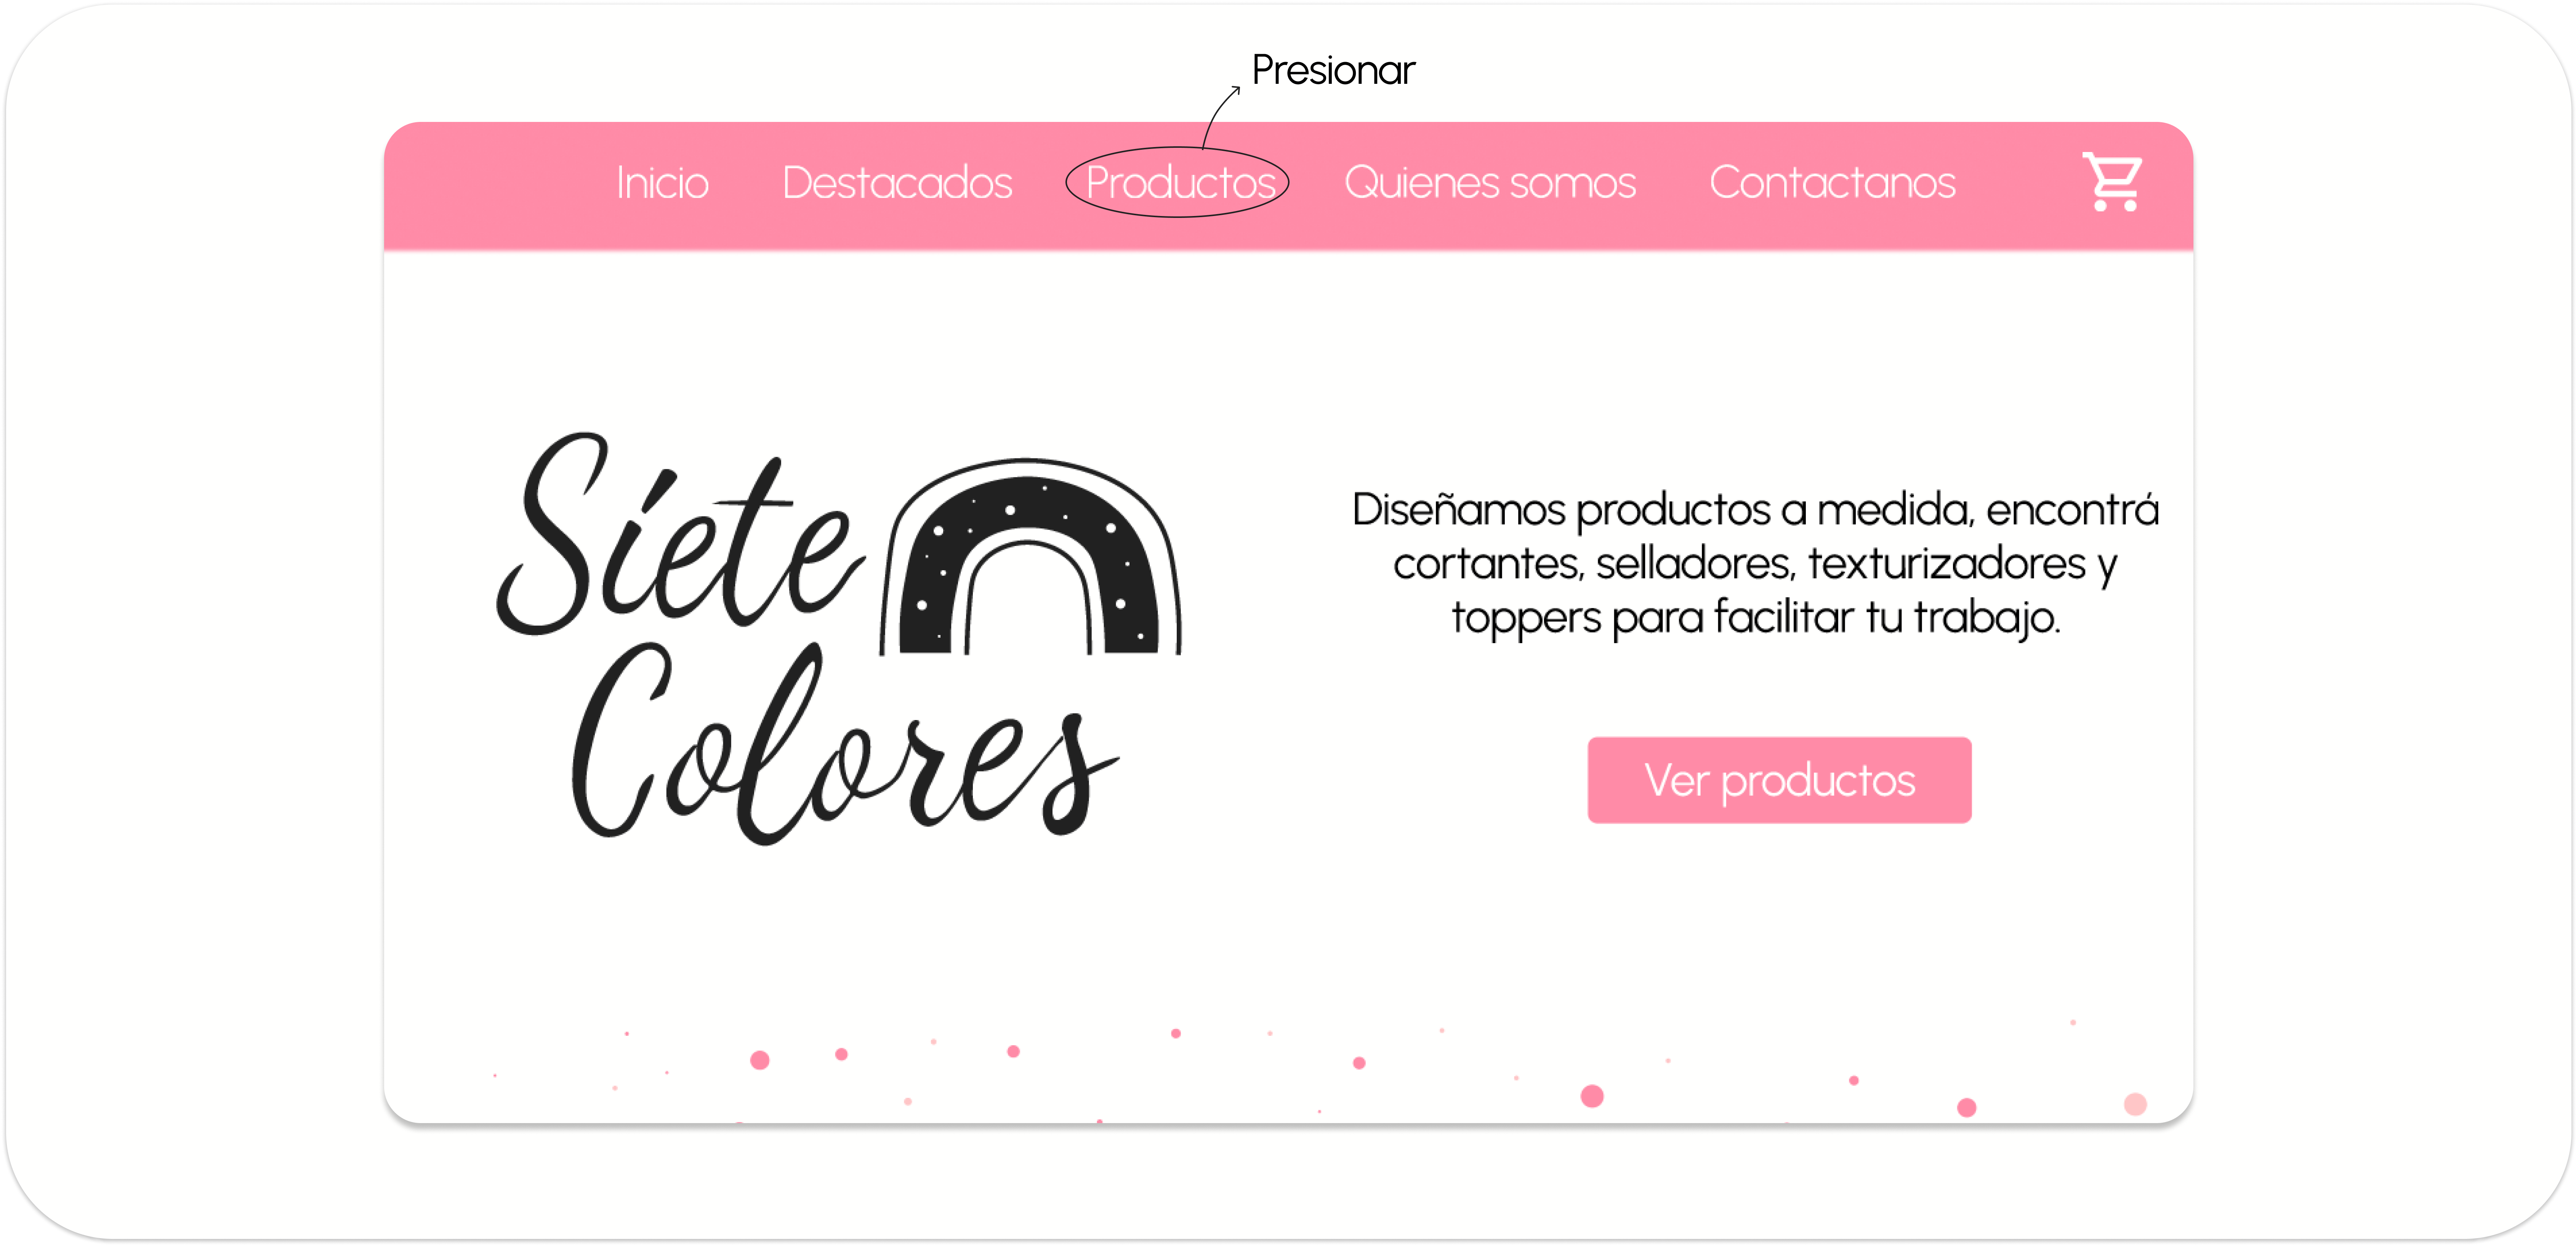 Presionar
Inicio Destacados Productos Quienes somos Contactanos
Siete
Colores
Diseñamos productos a medida, encontrá
cortantes, selladores, texturizadores y
toppers para facilitar tu trabajo.
Ver productos